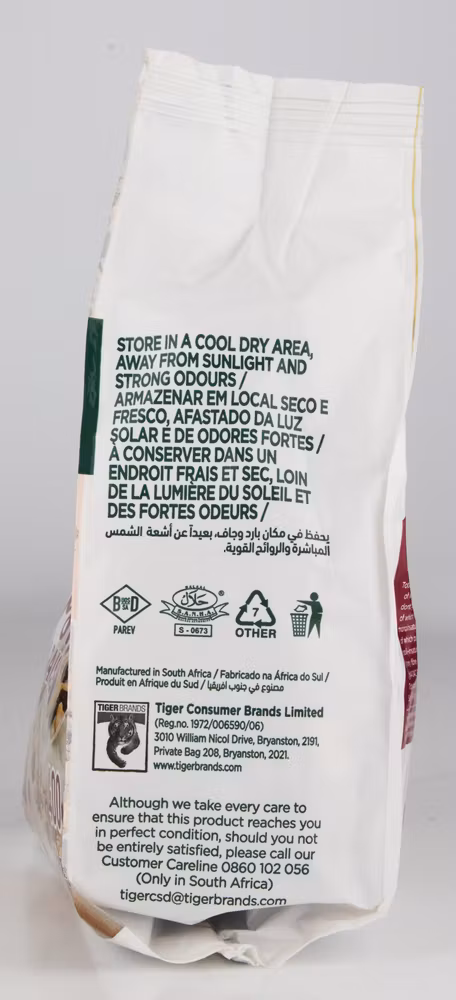 STORE IN A COOL DRY AREA,
AWAY FROM SUNLIGHT AND
STRONG ODOURS /
ARMAZENAR EM LOCAL SECO E
FRESCO, AFASTADO DA LUZ
SOLAR E DE ODORES FORTES /
À CONSERVER DANS UN
ENDROIT FRAIS ET SEC, LOIN
DE LA LUMIÈRE DU SOLEIL ET
DES FORTES ODEURS /
يحفظ في مكان بارد وجاف، بعيداً عن أشعة الشمس
المباشرة والروائح القوية.
PAREV
HALAAL
حلال
S.A.N.H.A.
®
S - 0673
7
OTHER
Manufactured in South Africa / Fabricado na África do Sul /
Produit en Afrique du Sud / مصنوع في جنوب أفريقيا
TIGER BRANDS
Tiger Consumer Brands Limited
(Reg.no. 1972/006590/06)
3010 William Nicol Drive, Bryanston, 2191,
Private Bag 208, Bryanston, 2021.
www.tigerbrands.com
Although we take every care to
ensure that this product reaches you
in perfect condition, should you not
be entirely satisfied, please call our
Customer Careline 0860 102 056
(Only in South Africa)
tigercsd@tigerbrands.com